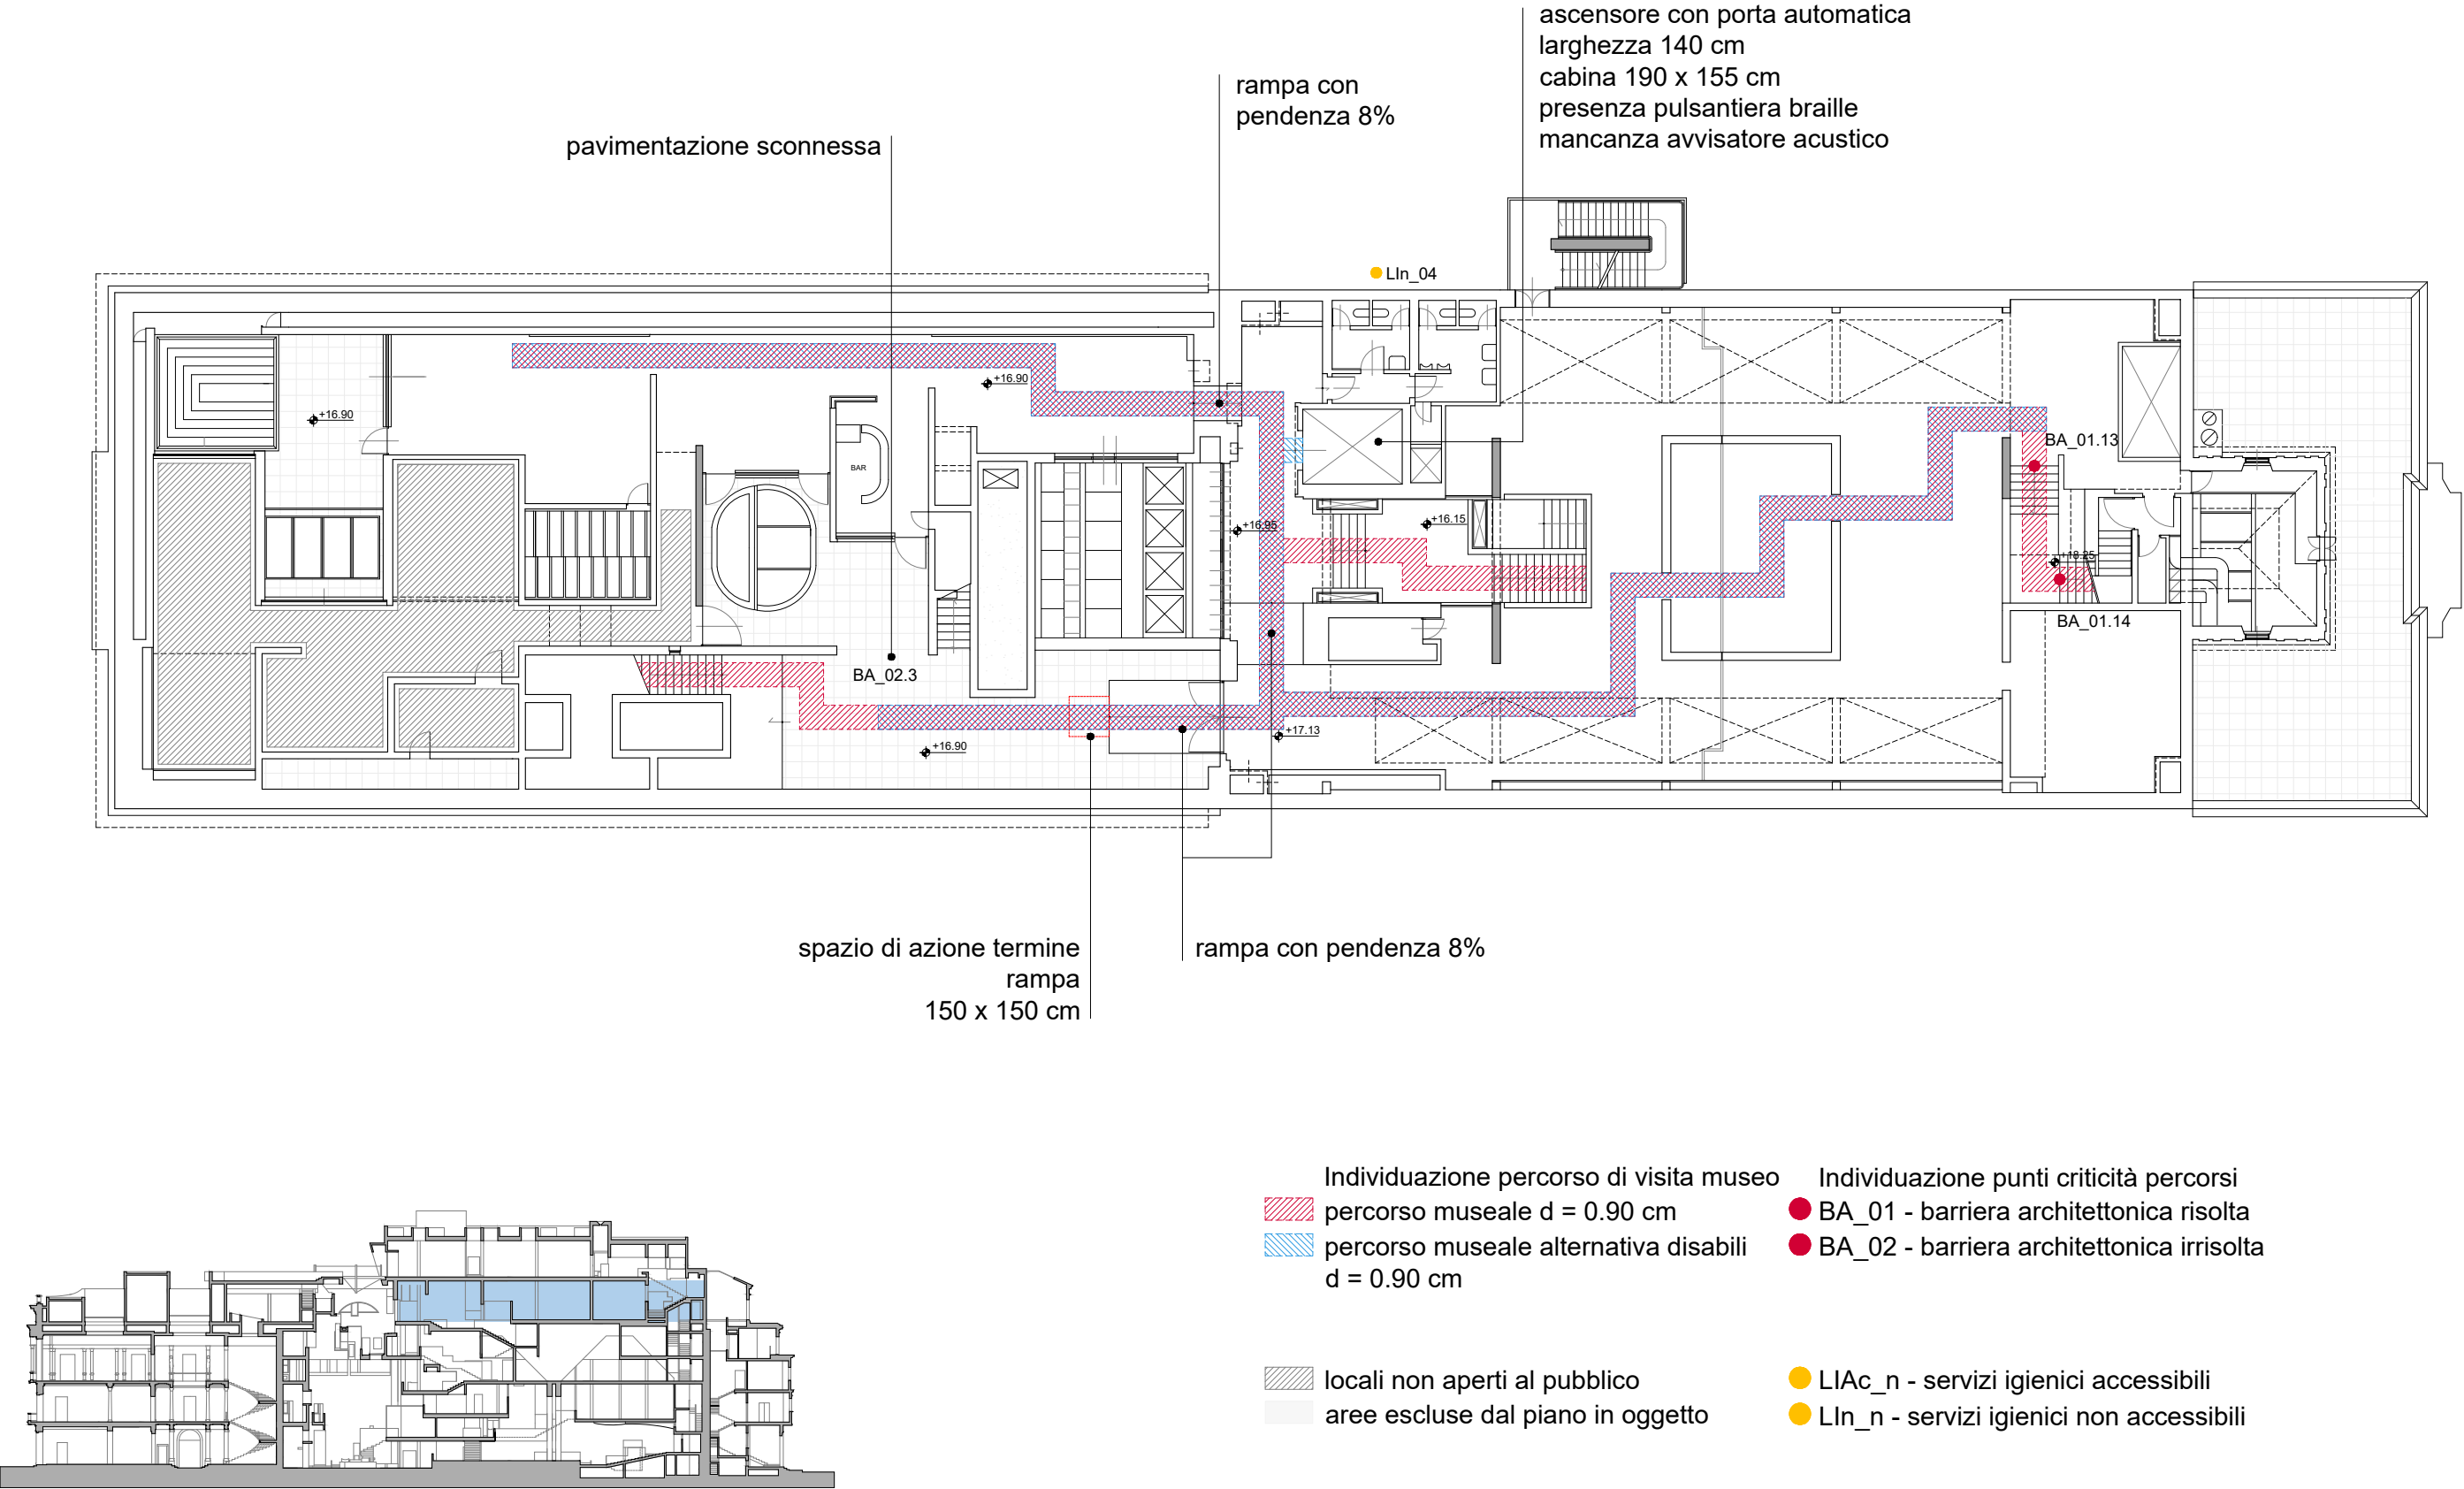 ascensore con porta automatica
larghezza 140 cm
cabina 190 x 155 cm
presenza pulsantiera braille
mancanza avvisatore acustico
rampa con
pendenza 8%
pavimentazione sconnessa
LIn_04
+16.90
+16.90
BA_01.13
BAR
+16.95
+16.15
+18.25
BA_01.14
BA_02.3
+17.13
+16.90
spazio di azione termine
rampa
150 x 150 cm
rampa con pendenza 8%
Individuazione percorso di visita museo
percorso museale d = 0.90 cm
percorso museale alternativa disabili
d = 0.90 cm
Individuazione punti criticità percorsi
BA_01 - barriera architettonica risolta
BA_02 - barriera architettonica irrisolta
locali non aperti al pubblico
aree escluse dal piano in oggetto
LIAc_n - servizi igienici accessibili
LIn_n - servizi igienici non accessibili